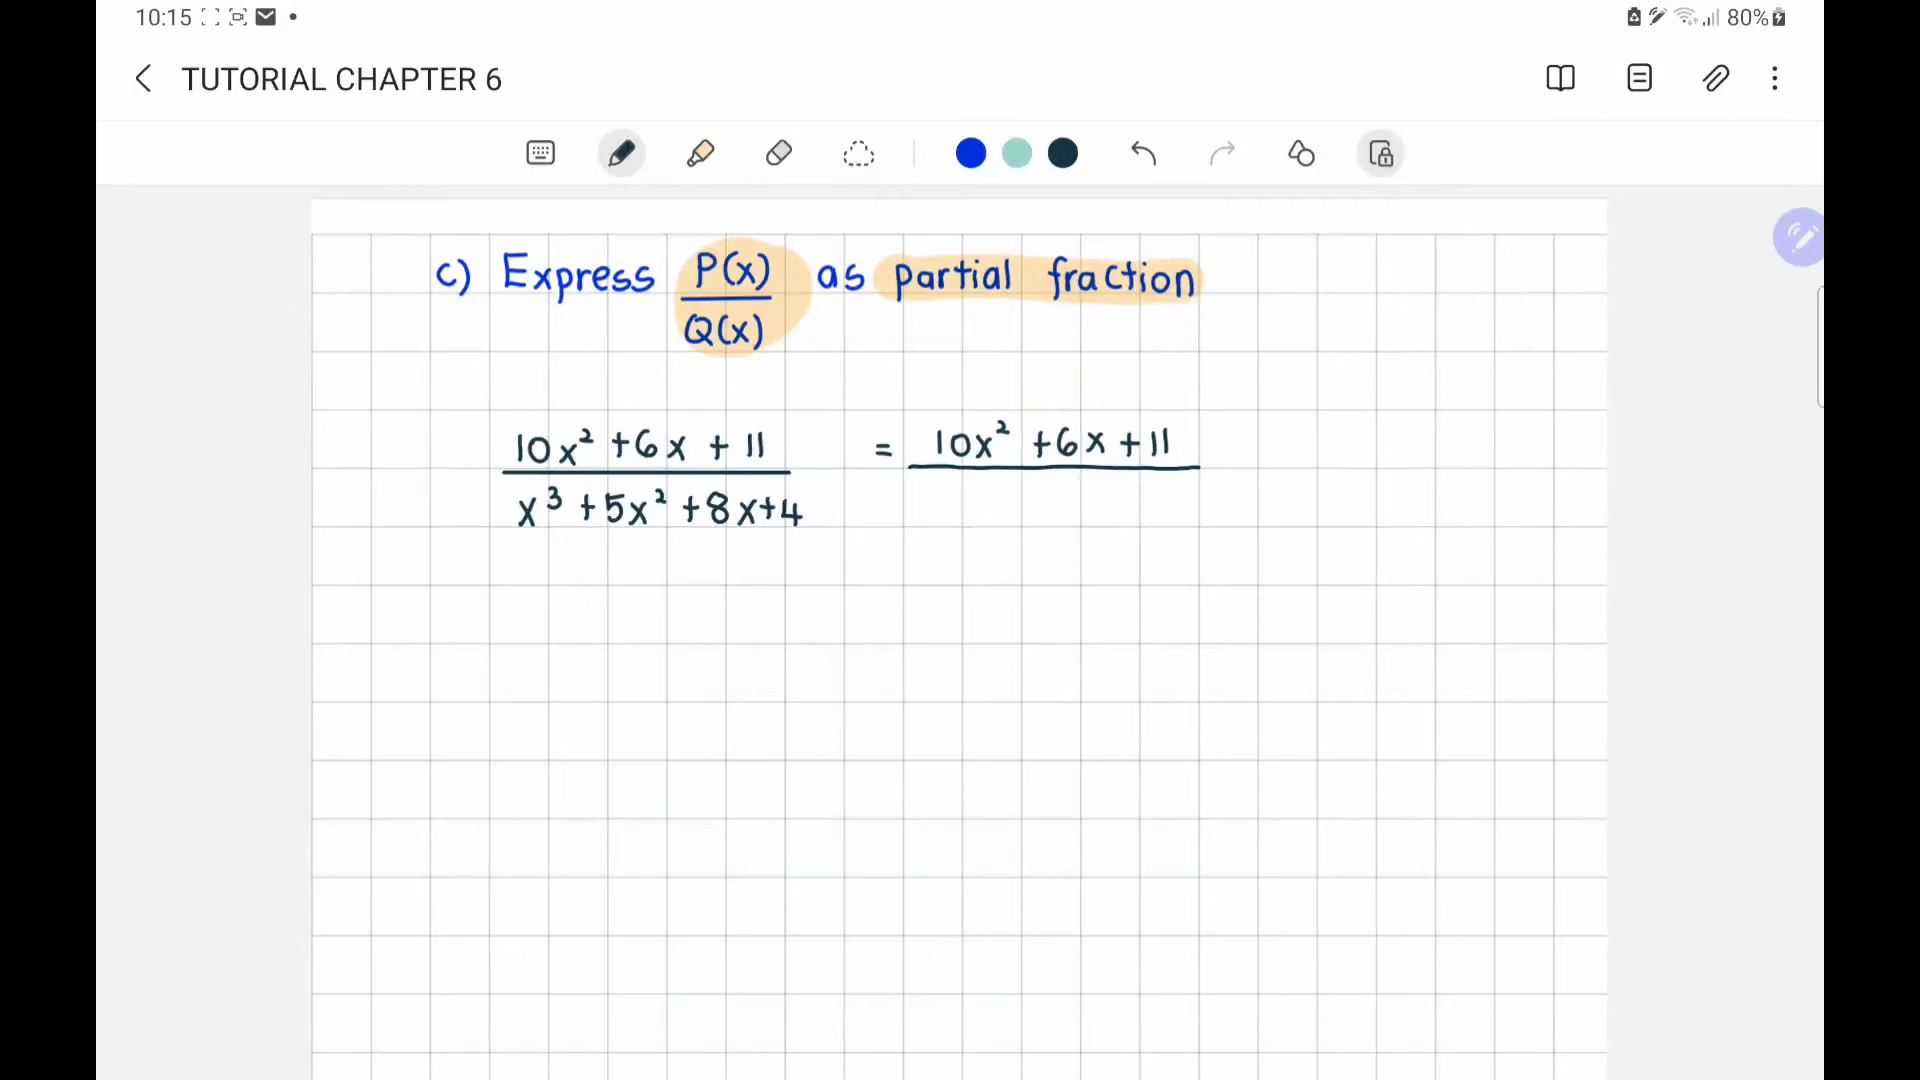 10:15 80%
TUTORIAL CHAPTER 6
c) Express P(x)/Q(x) as partial fraction
10x² + 6x + 11 = 10x² + 6x + 11
x³ + 5x² + 8x + 4